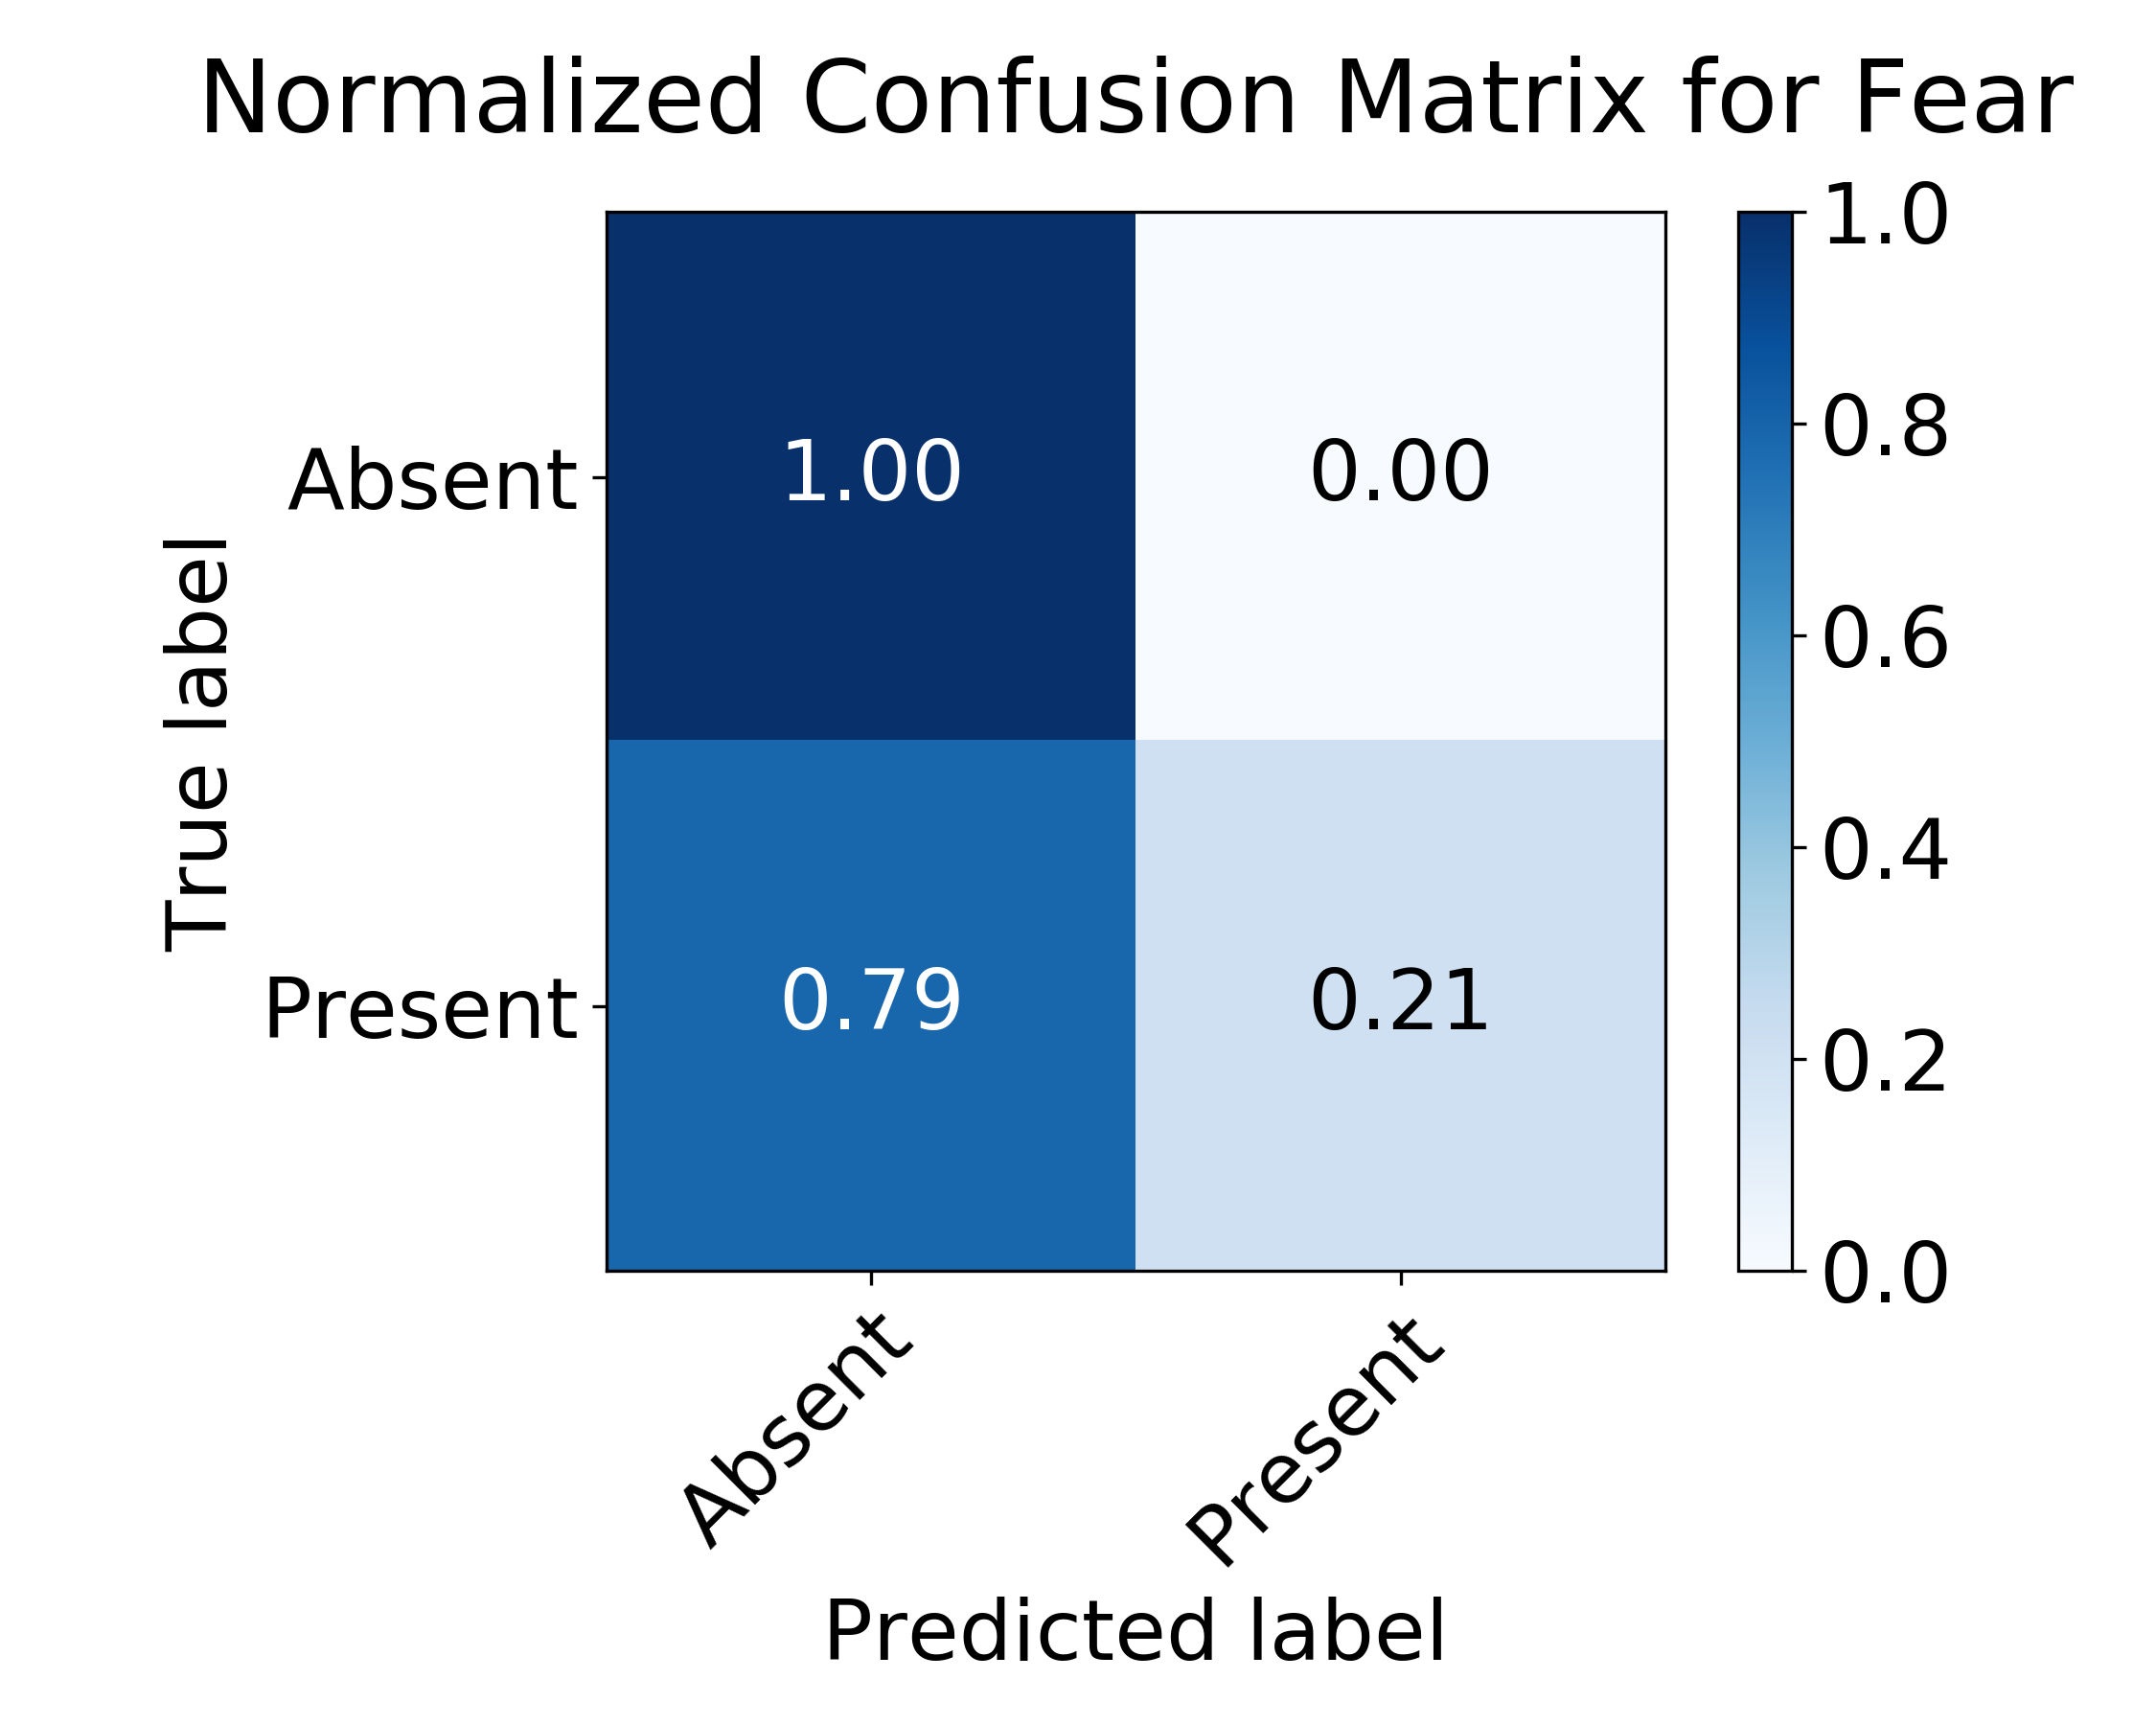 Normalized Confusion Matrix for Fear
True label
Absent
1.00
0.00
Present
0.79
0.21
Absent
Present
Predicted label
1.0
0.8
0.6
0.4
0.2
0.0